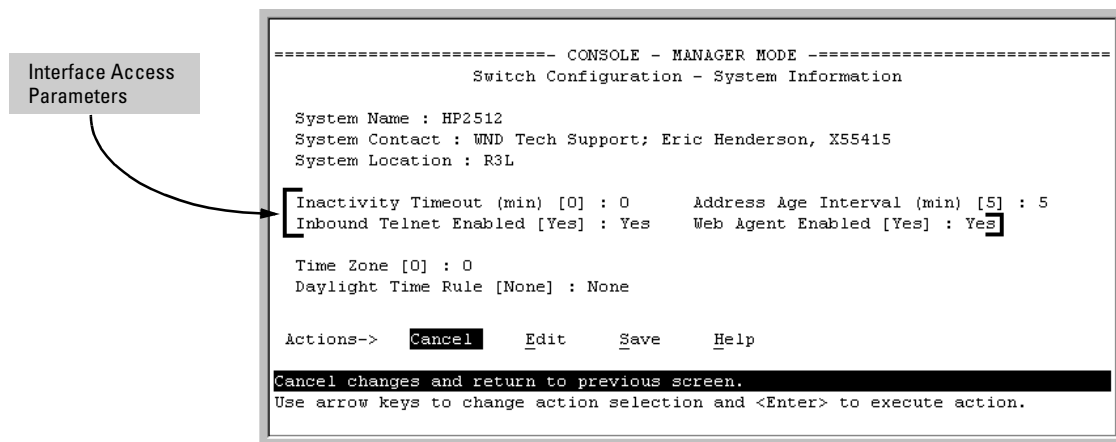 Interface Access
Parameters
==========================- CONSOLE - MANAGER MODE -============================
Switch Configuration - System Information
System Name : HP2512
System Contact : WND Tech Support; Eric Henderson, X55415
System Location : R3L
Inactivity Timeout (min) [0] : 0 Address Age Interval (min) [5] : 5
Inbound Telnet Enabled [Yes] : Yes Web Agent Enabled [Yes] : Yes
Time Zone [0] : 0
Daylight Time Rule [None] : None
Actions-> Cancel Edit Save Help
Cancel changes and return to previous screen.
Use arrow keys to change action selection and <Enter> to execute action.